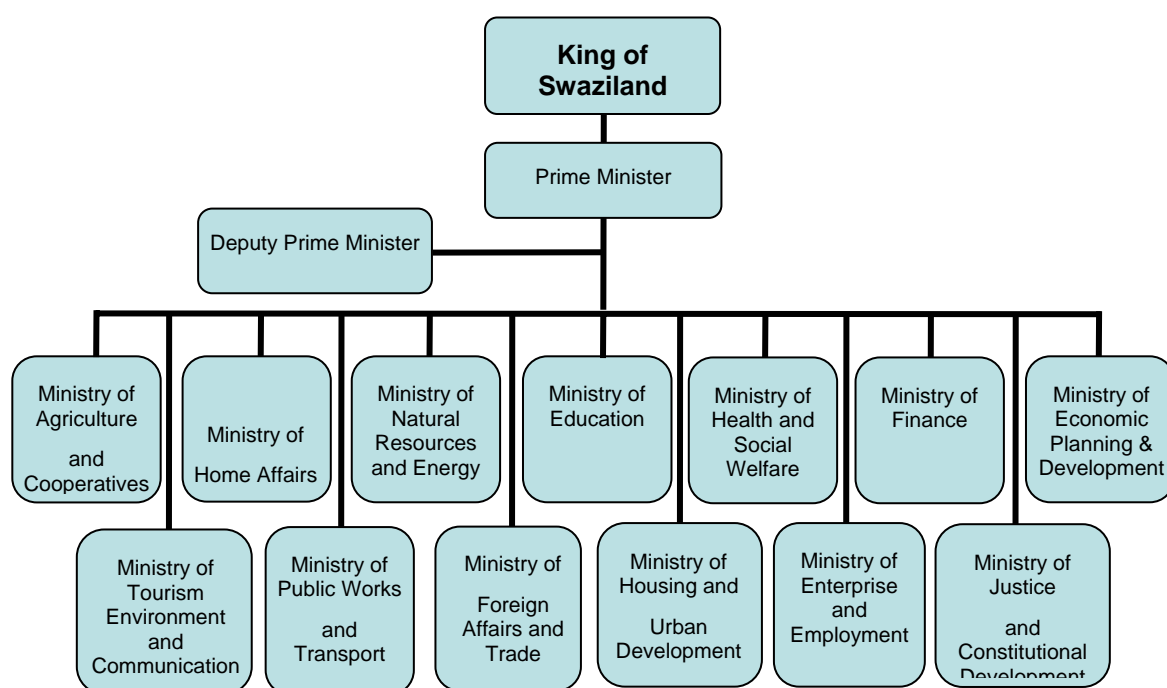 King of
Swaziland
Prime Minister
Deputy Prime Minister
Ministry of
Agriculture
and
Cooperatives
Ministry of
Home Affairs
Ministry of
Natural
Resources
and Energy
Ministry of
Education
Ministry of
Health and
Social
Welfare
Ministry of
Finance
Ministry of
Economic
Planning &
Development
Ministry of
Tourism
Environment
and
Communication
Ministry of
Public Works
and
Transport
Ministry of
Foreign
Affairs and
Trade
Ministry of
Housing and
Urban
Development
Ministry of
Enterprise
and
Employment
Ministry of
Justice
and
Constitutional
Development